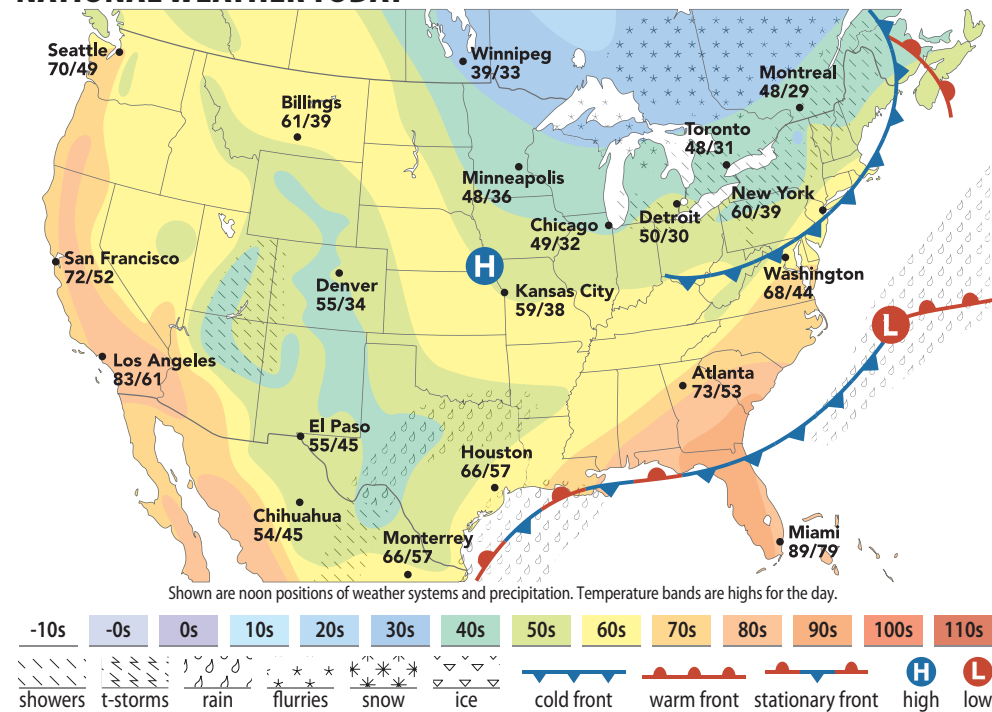 NATIONAL WEATHER TODAY
Seattle
70/49
Winnipeg
39/33
Montreal
48/29
Billings
61/39
Toronto
48/31
Minneapolis
48/36
New York
60/39
Chicago
49/32
Detroit
50/30
San Francisco
72/52
H
Denver
55/34
Kansas City
59/38
Washington
68/44
L
Los Angeles
83/61
Atlanta
73/53
El Paso
55/45
Houston
66/57
Chihuahua
54/45
Monterrey
66/57
Miami
89/79
Shown are noon positions of weather systems and precipitation. Temperature bands are highs for the day.
-10s -0s 0s 10s 20s 30s 40s 50s 60s 70s 80s 90s 100s 110s
H L
showers t-storms rain flurries snow ice cold front warm front stationary front high low